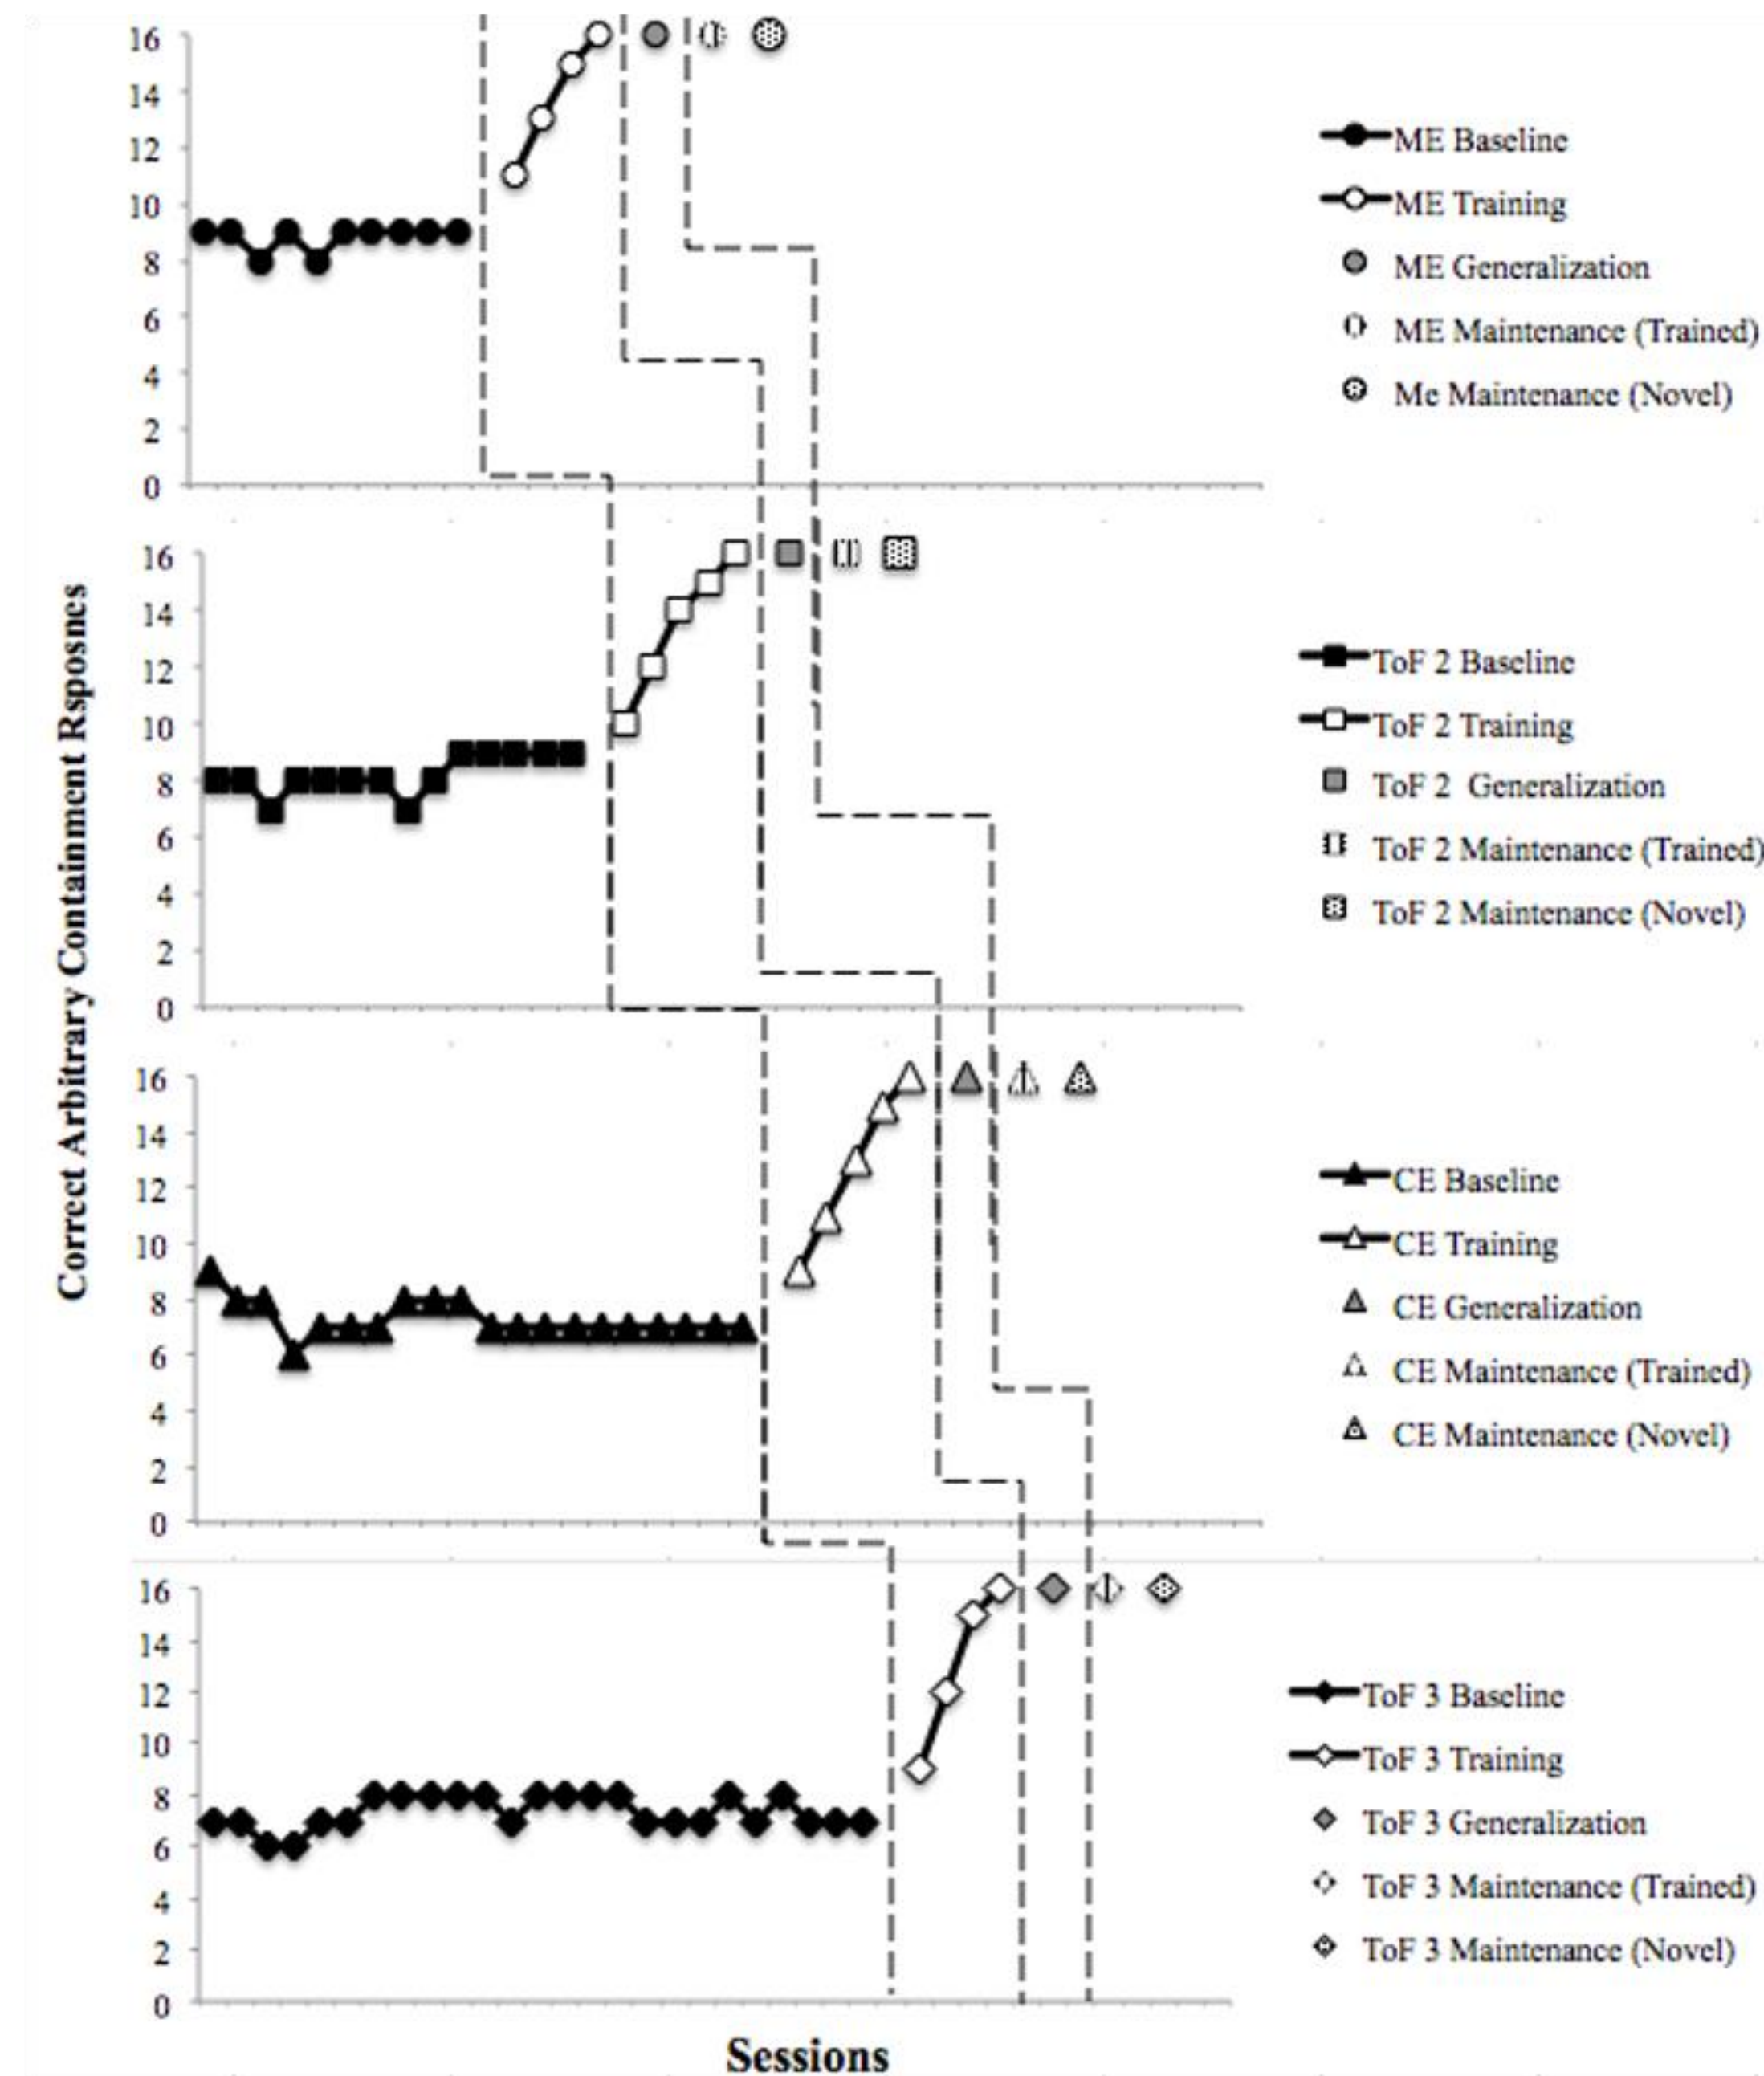 16
14
12
10
8
6
4
2
0
ME Baseline
ME Training
ME Generalization
ME Maintenance (Trained)
Me Maintenance (Novel)
Correct Arbitrary Containment Rsposnes
16
14
12
10
8
6
4
2
0
ToF 2 Baseline
ToF 2 Training
ToF 2 Generalization
ToF 2 Maintenance (Trained)
ToF 2 Maintenance (Novel)
16
14
12
10
8
6
4
2
0
CE Baseline
CE Training
CE Generalization
CE Maintenance (Trained)
CE Maintenance (Novel)
16
14
12
10
8
6
4
2
0
ToF 3 Baseline
ToF 3 Training
ToF 3 Generalization
ToF 3 Maintenance (Trained)
ToF 3 Maintenance (Novel)
Sessions